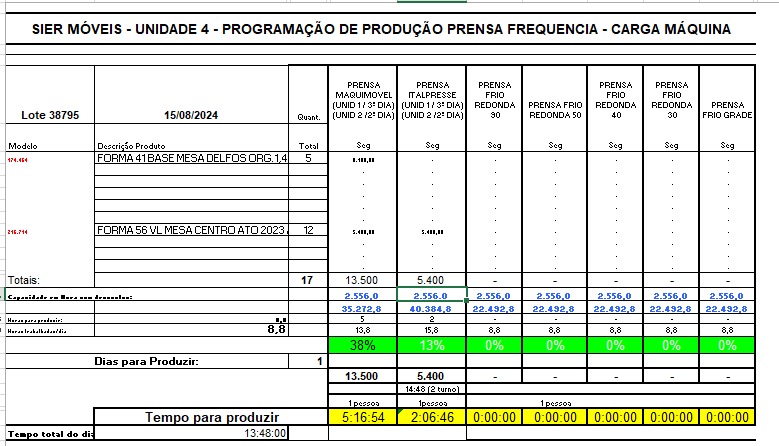 SIER MÓVEIS - UNIDADE 4 - PROGRAMAÇÃO DE PRODUÇÃO PRENSA FREQUENCIA - CARGA MÁQUINA
Lote 38795 15/08/2024 Quant. PRENSA MAQUIMOVEL (UNID 1 / 3ª DIA) (UNID 2 /2ª DIA) PRENSA ITALPRESSE (UNID 1 / 3ª DIA) (UNID 2 /2ª DIA) PRENSA FRIO REDONDA 90 PRENSA FRIO REDONDA 50 PRENSA FRIO REDONDA 40 PRENSA FRIO REDONDA 30 PRENSA FRIO GRADE
Modelo Descrição Produto Total Seg Seg Seg Seg Seg Seg Seg
FORMA 41 BASE MESA DELFOS ORG.1,4 5 8.100,00 - - - - - -
FORMA 56 VL MESA CENTRO ATO 2023 12 5.400,00 5.400,00 - - - - -
Totais: 17 13.500 5.400 - - - - -
Capacidade em Hora com descontos: 2.556,0 2.556,0 2.556,0 2.556,0 2.556,0 2.556,0 2.556,0
35.272,8 40.384,8 22.492,8 22.492,8 22.492,8 22.492,8 22.492,8
Horas para produzir: 8,8 5 2 - - - - -
Horas trabalhadas/dia 8,8 13,8 15,8 8,8 8,8 8,8 8,8 8,8
38% 13% 0% 0% 0% 0% 0%
Dias para Produzir: 1
13.500 5.400 - - - - -
14:48 (2 turno)
1 pessoa 1 pessoa 1 pessoa
Tempo para produzir 5:16:54 2:06:46 0:00:00 0:00:00 0:00:00 0:00:00 0:00:00
Tempo total do dia 13:48:00